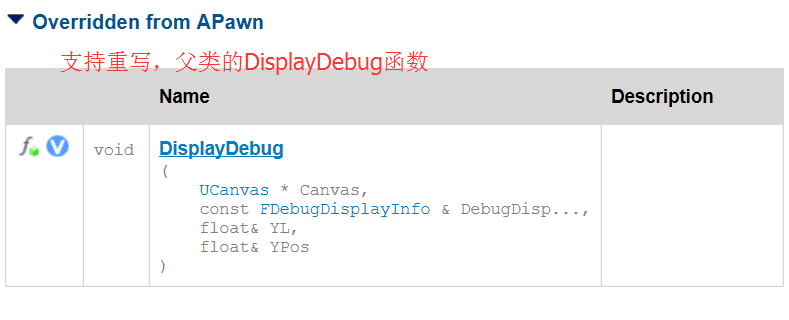 Overridden from APawn
支持重写，父类的DisplayDebug函数
Name Description
f V void DisplayDebug
(
UCanvas * Canvas,
const FDebugDisplayInfo & DebugDisp...,
float& YL,
float& YPos
)